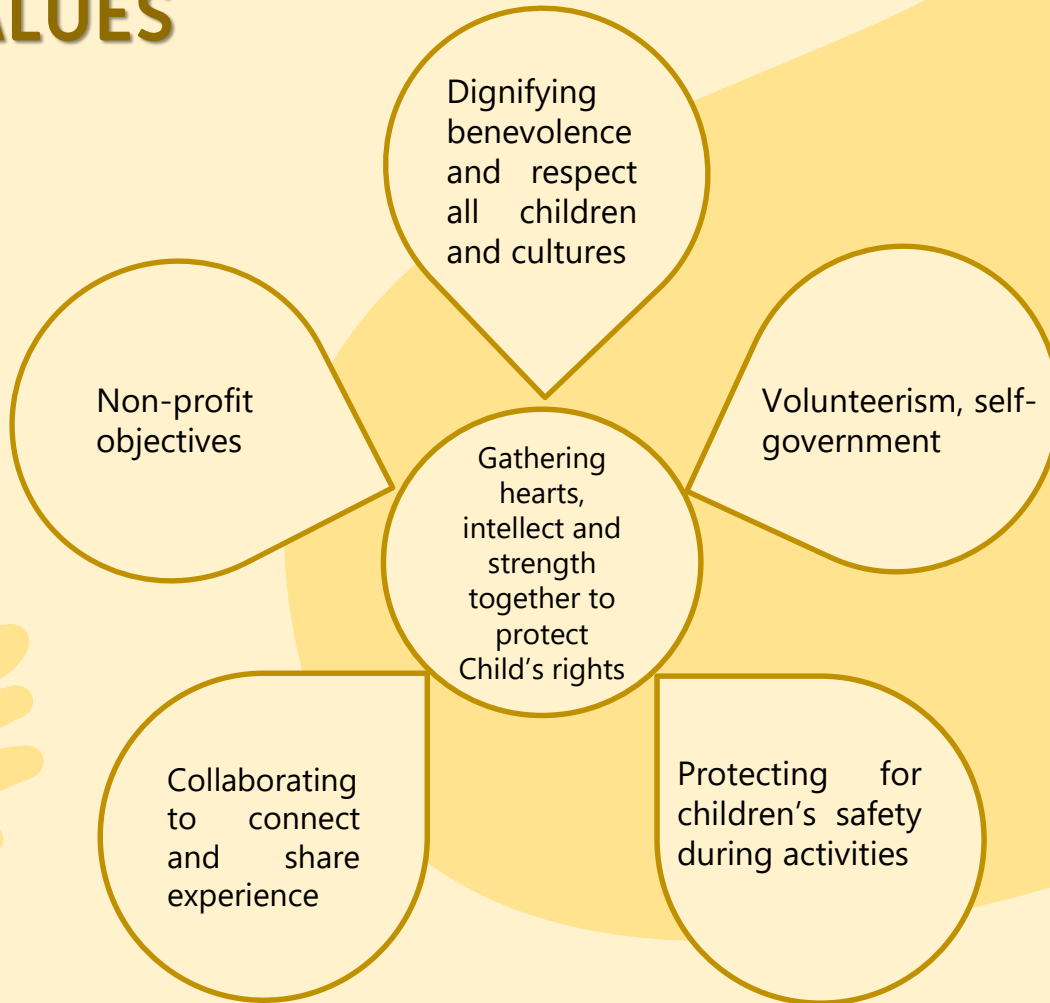 Dignifying
benevolence
and respect
all children
and cultures
Non-profit
objectives
Volunteerism, self-
government
Gathering
hearts,
intellect and
strength
together to
protect
Child’s rights
Collaborating
to connect
and share
experience
Protecting for
children’s safety
during activities